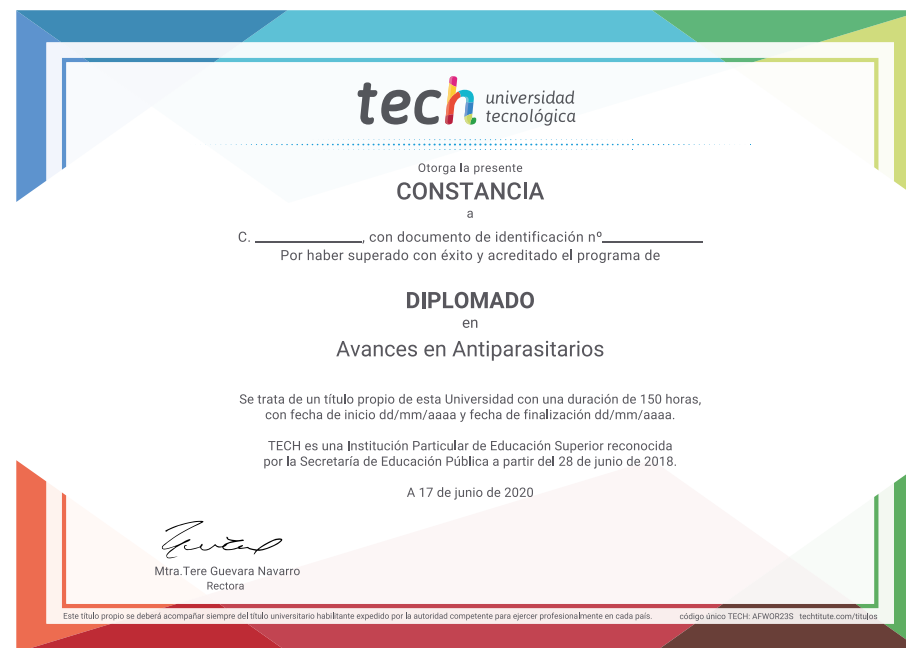 tech universidad
tecnológica
Otorga la presente
CONSTANCIA
a
C. ____________, con documento de identificación nº____________
Por haber superado con éxito y acreditado el programa de
DIPLOMADO
en
Avances en Antiparasitarios
Se trata de un título propio de esta Universidad con una duración de 150 horas,
con fecha de inicio dd/mm/aaaa y fecha de finalización dd/mm/aaaa.
TECH es una Institución Particular de Educación Superior reconocida
por la Secretaría de Educación Pública a partir del 28 de junio de 2018.
A 17 de junio de 2020
Mtra.Tere Guevara Navarro
Rectora
Este título propio se deberá acompañar siempre del título universitario habilitante expedido por la autoridad competente para ejercer profesionalmente en cada país. código único TECH: AFWOR23S techtitute.com/titulos